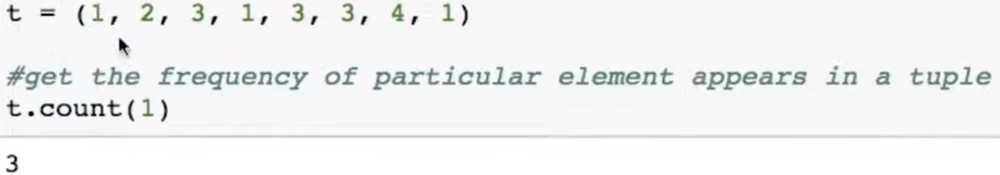 t = (1, 2, 3, 1, 3, 3, 4, 1)
#get the frequency of particular element appears in a tuple
t.count(1)
3